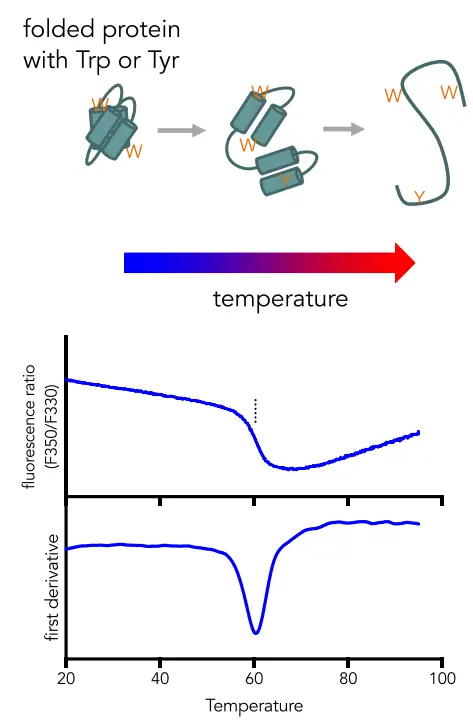 folded protein
with Trp or Tyr
W
W
W
W
Y
W
W
Y
temperature
fluorescence ratio
(F350/F330)
first derivative
20
40
60
80
100
Temperature